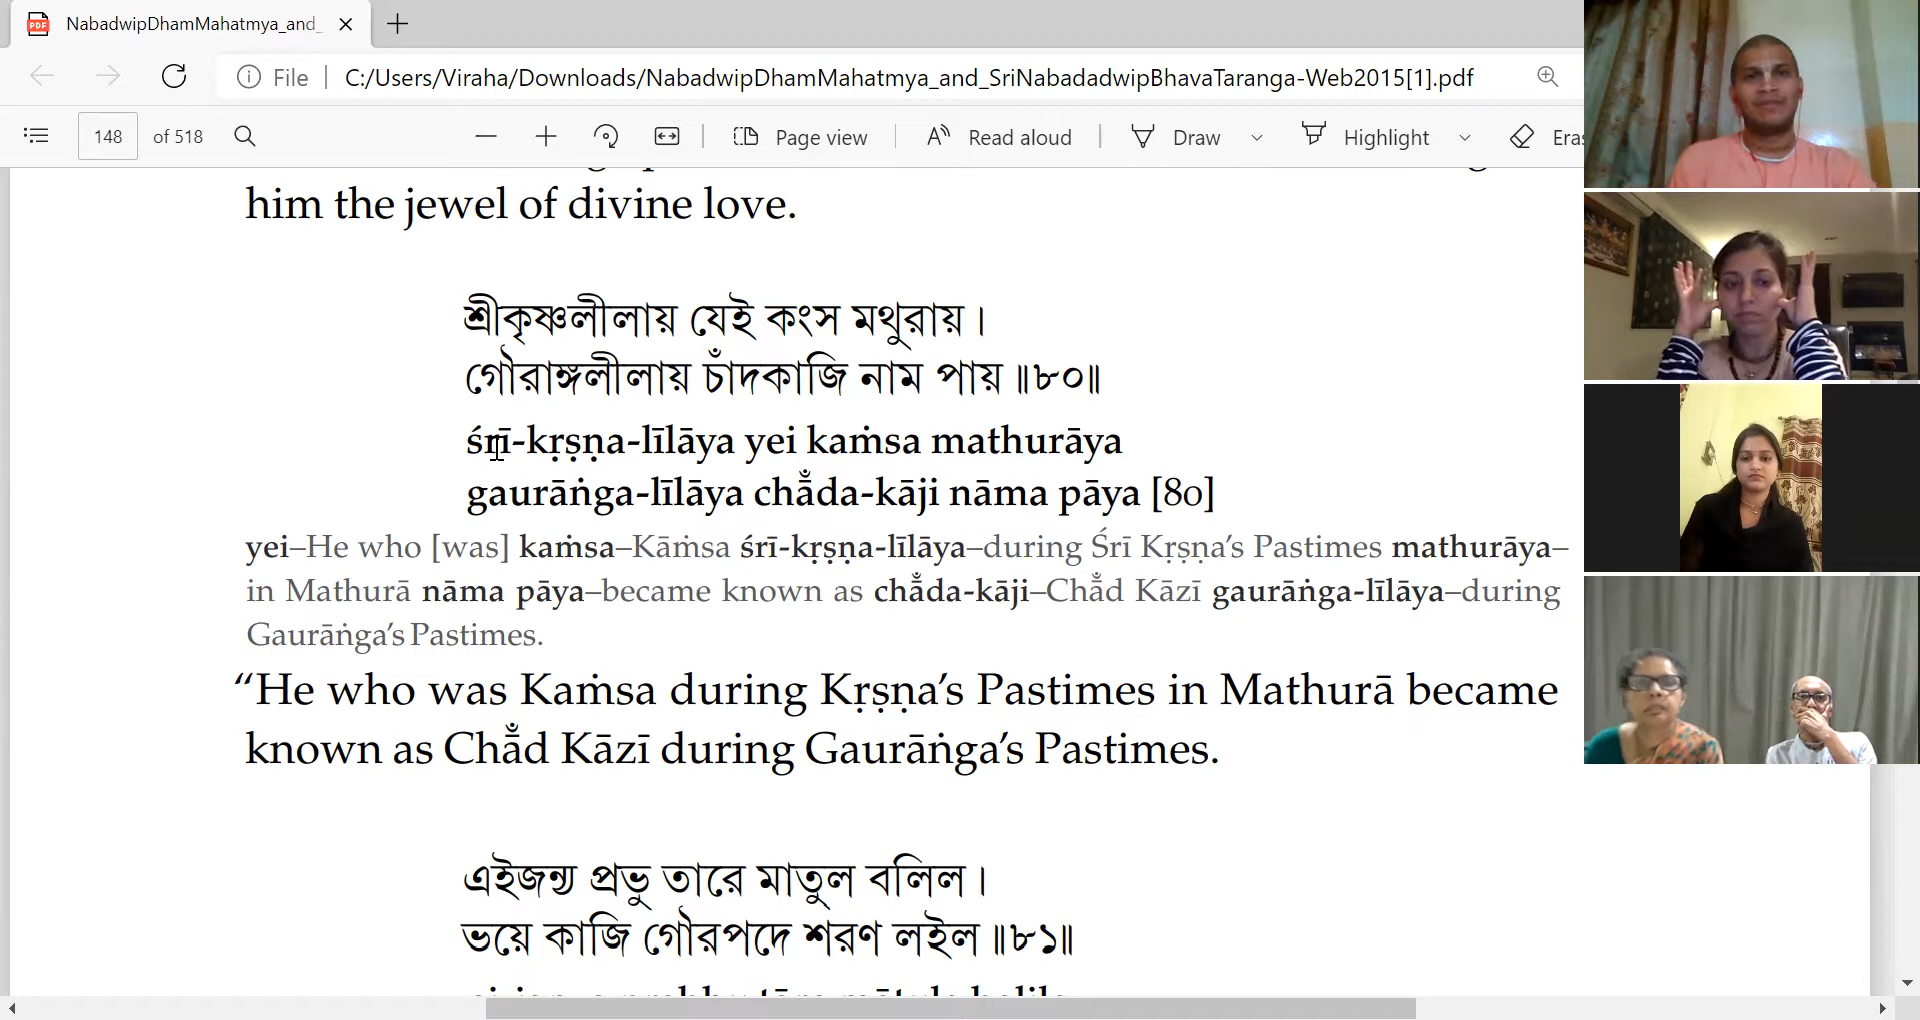 NabadwipDhamMahatmya_and_
File
C:/Users/Viraha/Downloads/NabadwipDhamMahatmya_and_SriNabadadwipBhavaTaranga-Web2015[1].pdf
148 of 518
Page view
Read aloud
Draw
Highlight
him the jewel of divine love.
শ্রীকৃষ্ণলীলায় যেই কংস মথুরায় ।
গৌরাঙ্গলীলায় চাঁদকাজি নাম পায় ॥৮০॥
śrī-kṛṣṇa-līlāya yei kaṁsa mathurāya
gaurāṅga-līlāya chā̐da-kāji nāma pāya [80]
yei–He who [was] kaṁsa–Kāṁsa śrī-kṛṣṇa-līlāya–during Śrī Kṛṣṇa’s Pastimes mathurāya–
in Mathurā nāma pāya–became known as chā̐da-kāji–Chā̐d Kāzī gaurāṅga-līlāya–during
Gaurāṅga’s Pastimes.
“He who was Kaṁsa during Kṛṣṇa’s Pastimes in Mathurā became
known as Chā̐d Kāzī during Gaurāṅga’s Pastimes.
এইজন্য প্রভু তারে মাতুল বলিল ।
ভয়ে কাজি গৌরপদে শরণ লইল ॥৮১॥